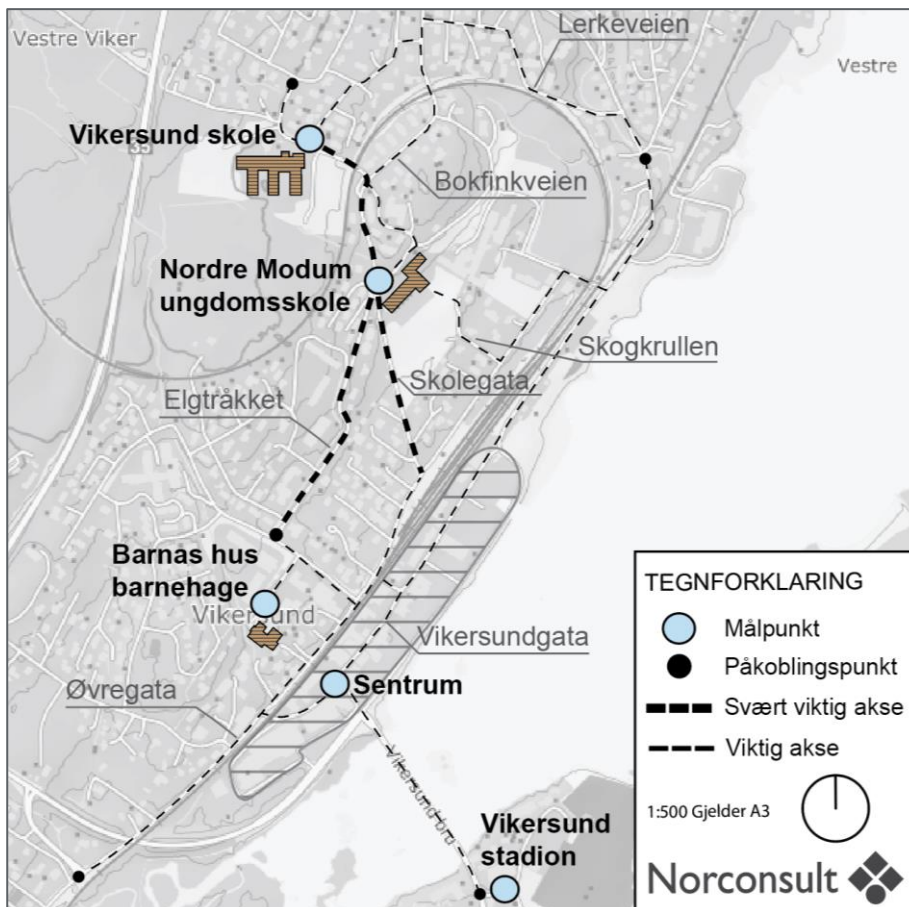 Lerkeveien
Vestre Viker
Vestre
Vikersund skole
35
Bokfinkveien
Nordre Modum
ungdomsskole
Skogkrullen
Skolegata
Elgtråkket
Barnas hus
barnehage
Vikersund
Vikersundgata
Øvregata
Sentrum
Vikersund bru
Vikersund
stadion
TEGNFORKLARING
Målpunkt
Påkoblingspunkt
Svært viktig akse
Viktig akse
1:500 Gjelder A3
Norconsult